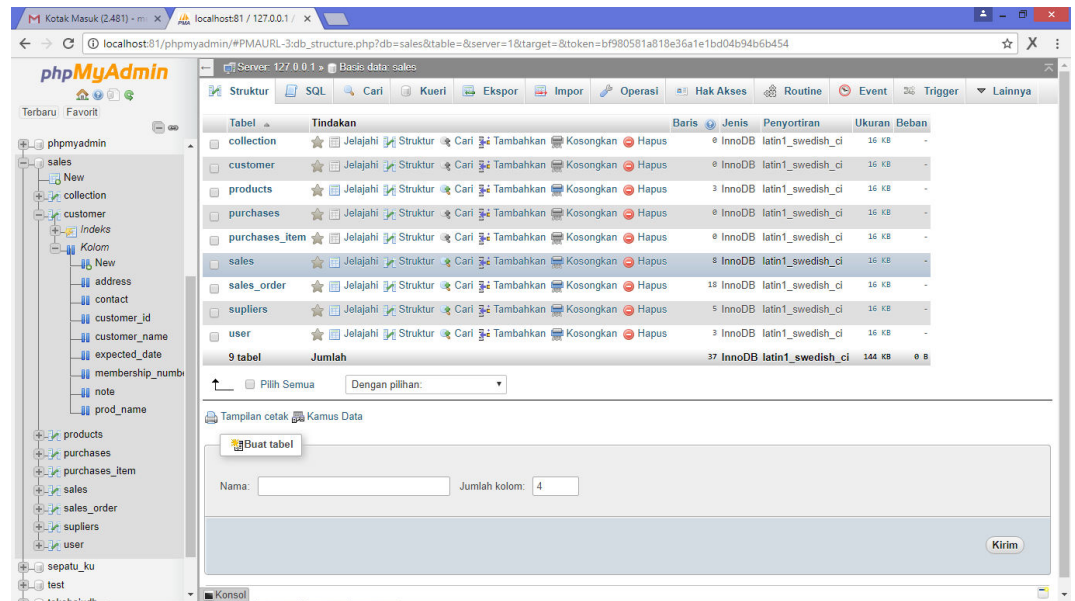 Kotak Masuk (2.481) - m
localhost:81 / 127.0.0.1 /
localhost:81/phpmyadmin/#PMAURL-3:db_structure.php?db=sales&table=&server=1&target=&token=bf980581a818e36a1e1bd04b94b6b454
phpMyAdmin
Terbaru Favorit
phpmyadmin
sales
New
collection
customer
Indeks
Kolom
New
address
contact
customer_id
customer_name
expected_date
membership_numbe
note
prod_name
products
purchases
purchases_item
sales
sales_order
supliers
user
sepatu_ku
test
Server: 127.0.0.1 » Basis data: sales
Struktur SQL Cari Kueri Ekspor Impor Operasi Hak Akses Routine Event Trigger Lainnya
Tabel Tindakan Baris Jenis Penyortiran Ukuran Beban
collection Jelajahi Struktur Cari Tambahkan Kosongkan Hapus 0 InnoDB latin1_swedish_ci 16 KB -
customer Jelajahi Struktur Cari Tambahkan Kosongkan Hapus 0 InnoDB latin1_swedish_ci 16 KB -
products Jelajahi Struktur Cari Tambahkan Kosongkan Hapus 3 InnoDB latin1_swedish_ci 16 KB -
purchases Jelajahi Struktur Cari Tambahkan Kosongkan Hapus 0 InnoDB latin1_swedish_ci 16 KB -
purchases_item Jelajahi Struktur Cari Tambahkan Kosongkan Hapus 0 InnoDB latin1_swedish_ci 16 KB -
sales Jelajahi Struktur Cari Tambahkan Kosongkan Hapus 8 InnoDB latin1_swedish_ci 16 KB -
sales_order Jelajahi Struktur Cari Tambahkan Kosongkan Hapus 18 InnoDB latin1_swedish_ci 16 KB -
supliers Jelajahi Struktur Cari Tambahkan Kosongkan Hapus 5 InnoDB latin1_swedish_ci 16 KB -
user Jelajahi Struktur Cari Tambahkan Kosongkan Hapus 3 InnoDB latin1_swedish_ci 16 KB -
9 tabel Jumlah 37 InnoDB latin1_swedish_ci 144 KB 0 B
Pilih Semua Dengan pilihan:
Tampilan cetak Kamus Data
Buat tabel
Nama: Jumlah kolom: 4
Kirim
Konsol